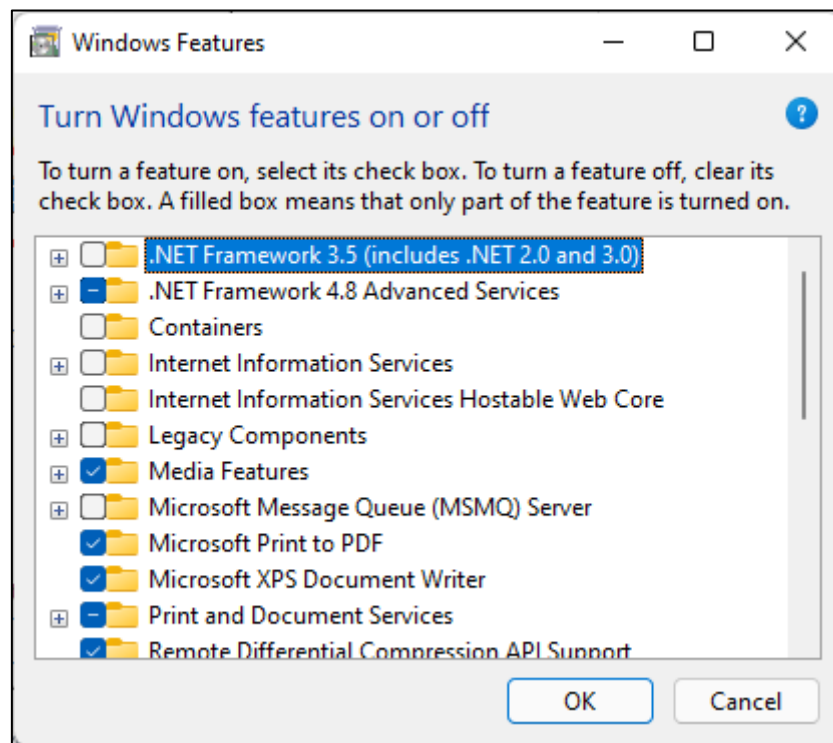 Windows Features
Turn Windows features on or off
?
To turn a feature on, select its check box. To turn a feature off, clear its
check box. A filled box means that only part of the feature is turned on.
.NET Framework 3.5 (includes .NET 2.0 and 3.0)
.NET Framework 4.8 Advanced Services
Containers
Internet Information Services
Internet Information Services Hostable Web Core
Legacy Components
Media Features
Microsoft Message Queue (MSMQ) Server
Microsoft Print to PDF
Microsoft XPS Document Writer
Print and Document Services
Remote Differential Compression API Support
OK Cancel